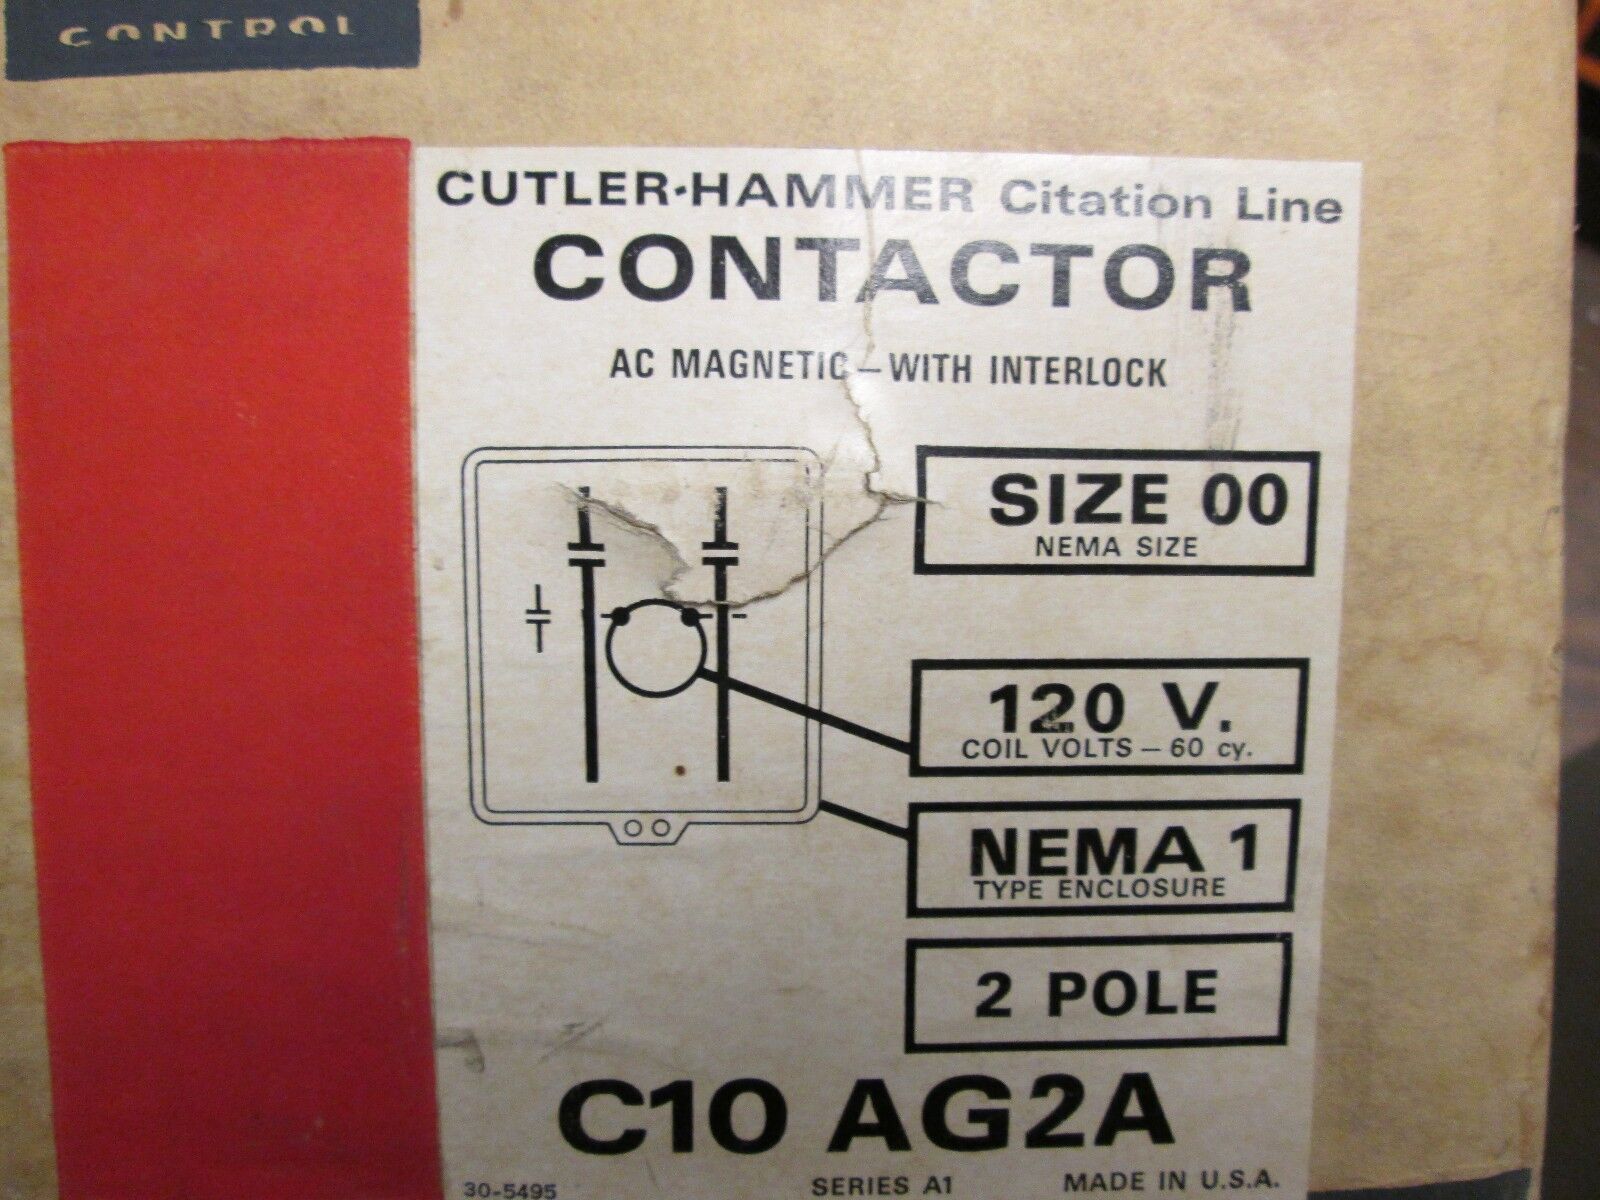 CONTROL
CUTLER-HAMMER Citation Line
CONTACTOR
AC MAGNETIC - WITH INTERLOCK
SIZE 00
NEMA SIZE
120 V.
COIL VOLTS - 60 cy.
NEMA 1
TYPE ENCLOSURE
2 POLE
C10 AG2A
30-5495 SERIES A1 MADE IN U.S.A.